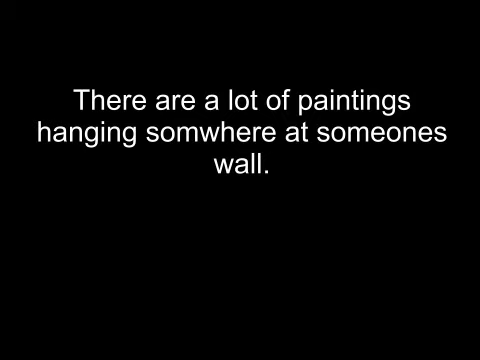 There are a lot of paintings
hanging somwhere at someones
wall.